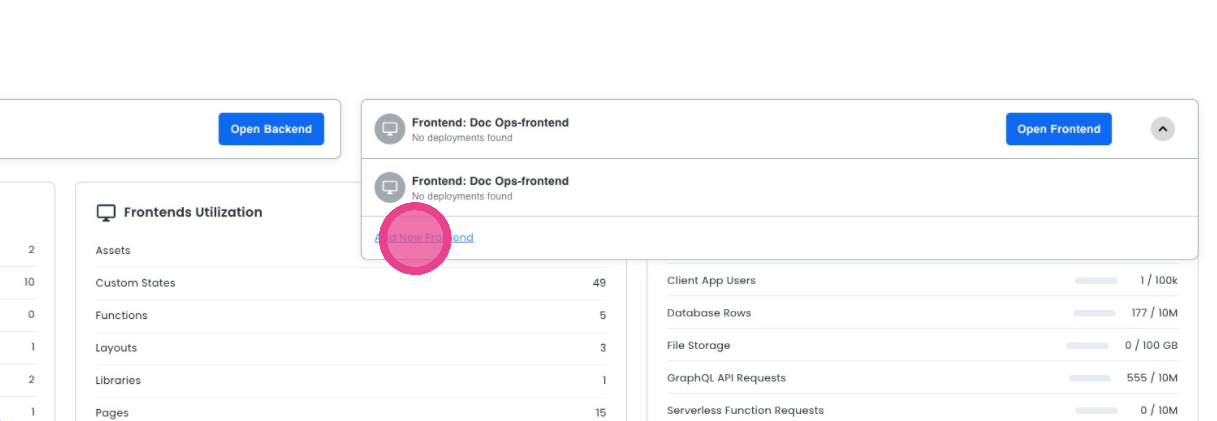 Open Backend
Frontend: Doc Ops-frontend
No deployments found
Open Frontend
Frontend: Doc Ops-frontend
No deployments found
Add New Frontend
2
10
0
1
2
1
Frontends Utilization
Assets
Custom States 49
Functions 5
Layouts 3
Libraries 1
Pages 15
Client App Users 1 / 100k
Database Rows 177 / 10M
File Storage 0 / 100 GB
GraphQL API Requests 555 / 10M
Serverless Function Requests 0 / 10M